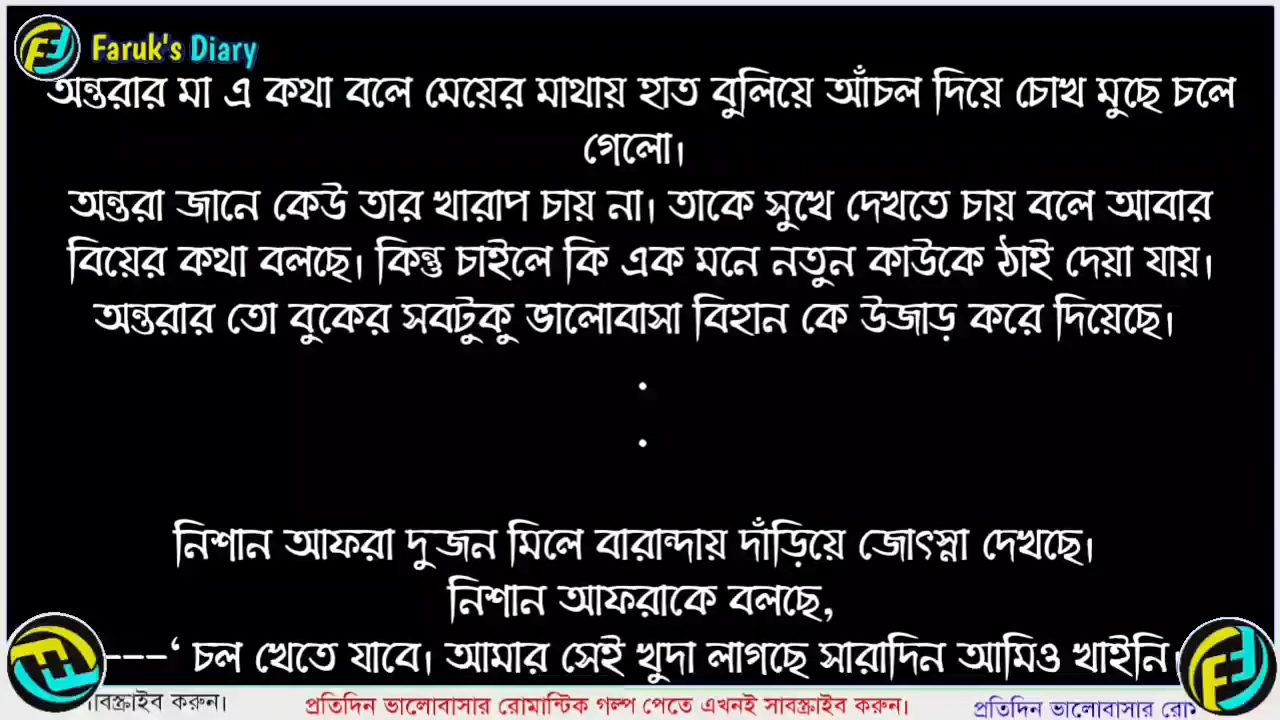 Faruk's Diary
অন্তরার মা এ কথা বলে মেয়ের মাথায় হাত বুলিয়ে আঁচল দিয়ে চোখ মুছে চলে
গেলো।
অন্তরা জানে কেউ তার খারাপ চায় না। তাকে সুখে দেখতে চায় বলে আবার
বিয়ের কথা বলছে। কিন্তু চাইলে কি এক মনে নতুন কাউকে ঠাই দেয়া যায়।
অন্তরার তো বুকের সবটুকু ভালোবাসা বিহান কে উজাড় করে দিয়েছে।
.
.
নিশান আফরা দু'জন মিলে বারান্দায় দাঁড়িয়ে জোৎস্না দেখছে।
নিশান আফরাকে বলছে,
---‘ চল খেতে যাবে। আমার সেই খুদা লাগছে সারাদিন আমিও খাইনি।
করুন। প্রতিদিন ভালোবাসার রোমান্টিক গল্প পেতে এখনই সাবস্ক্রাইব করুন। প্রতিদিন ভালোবাসার